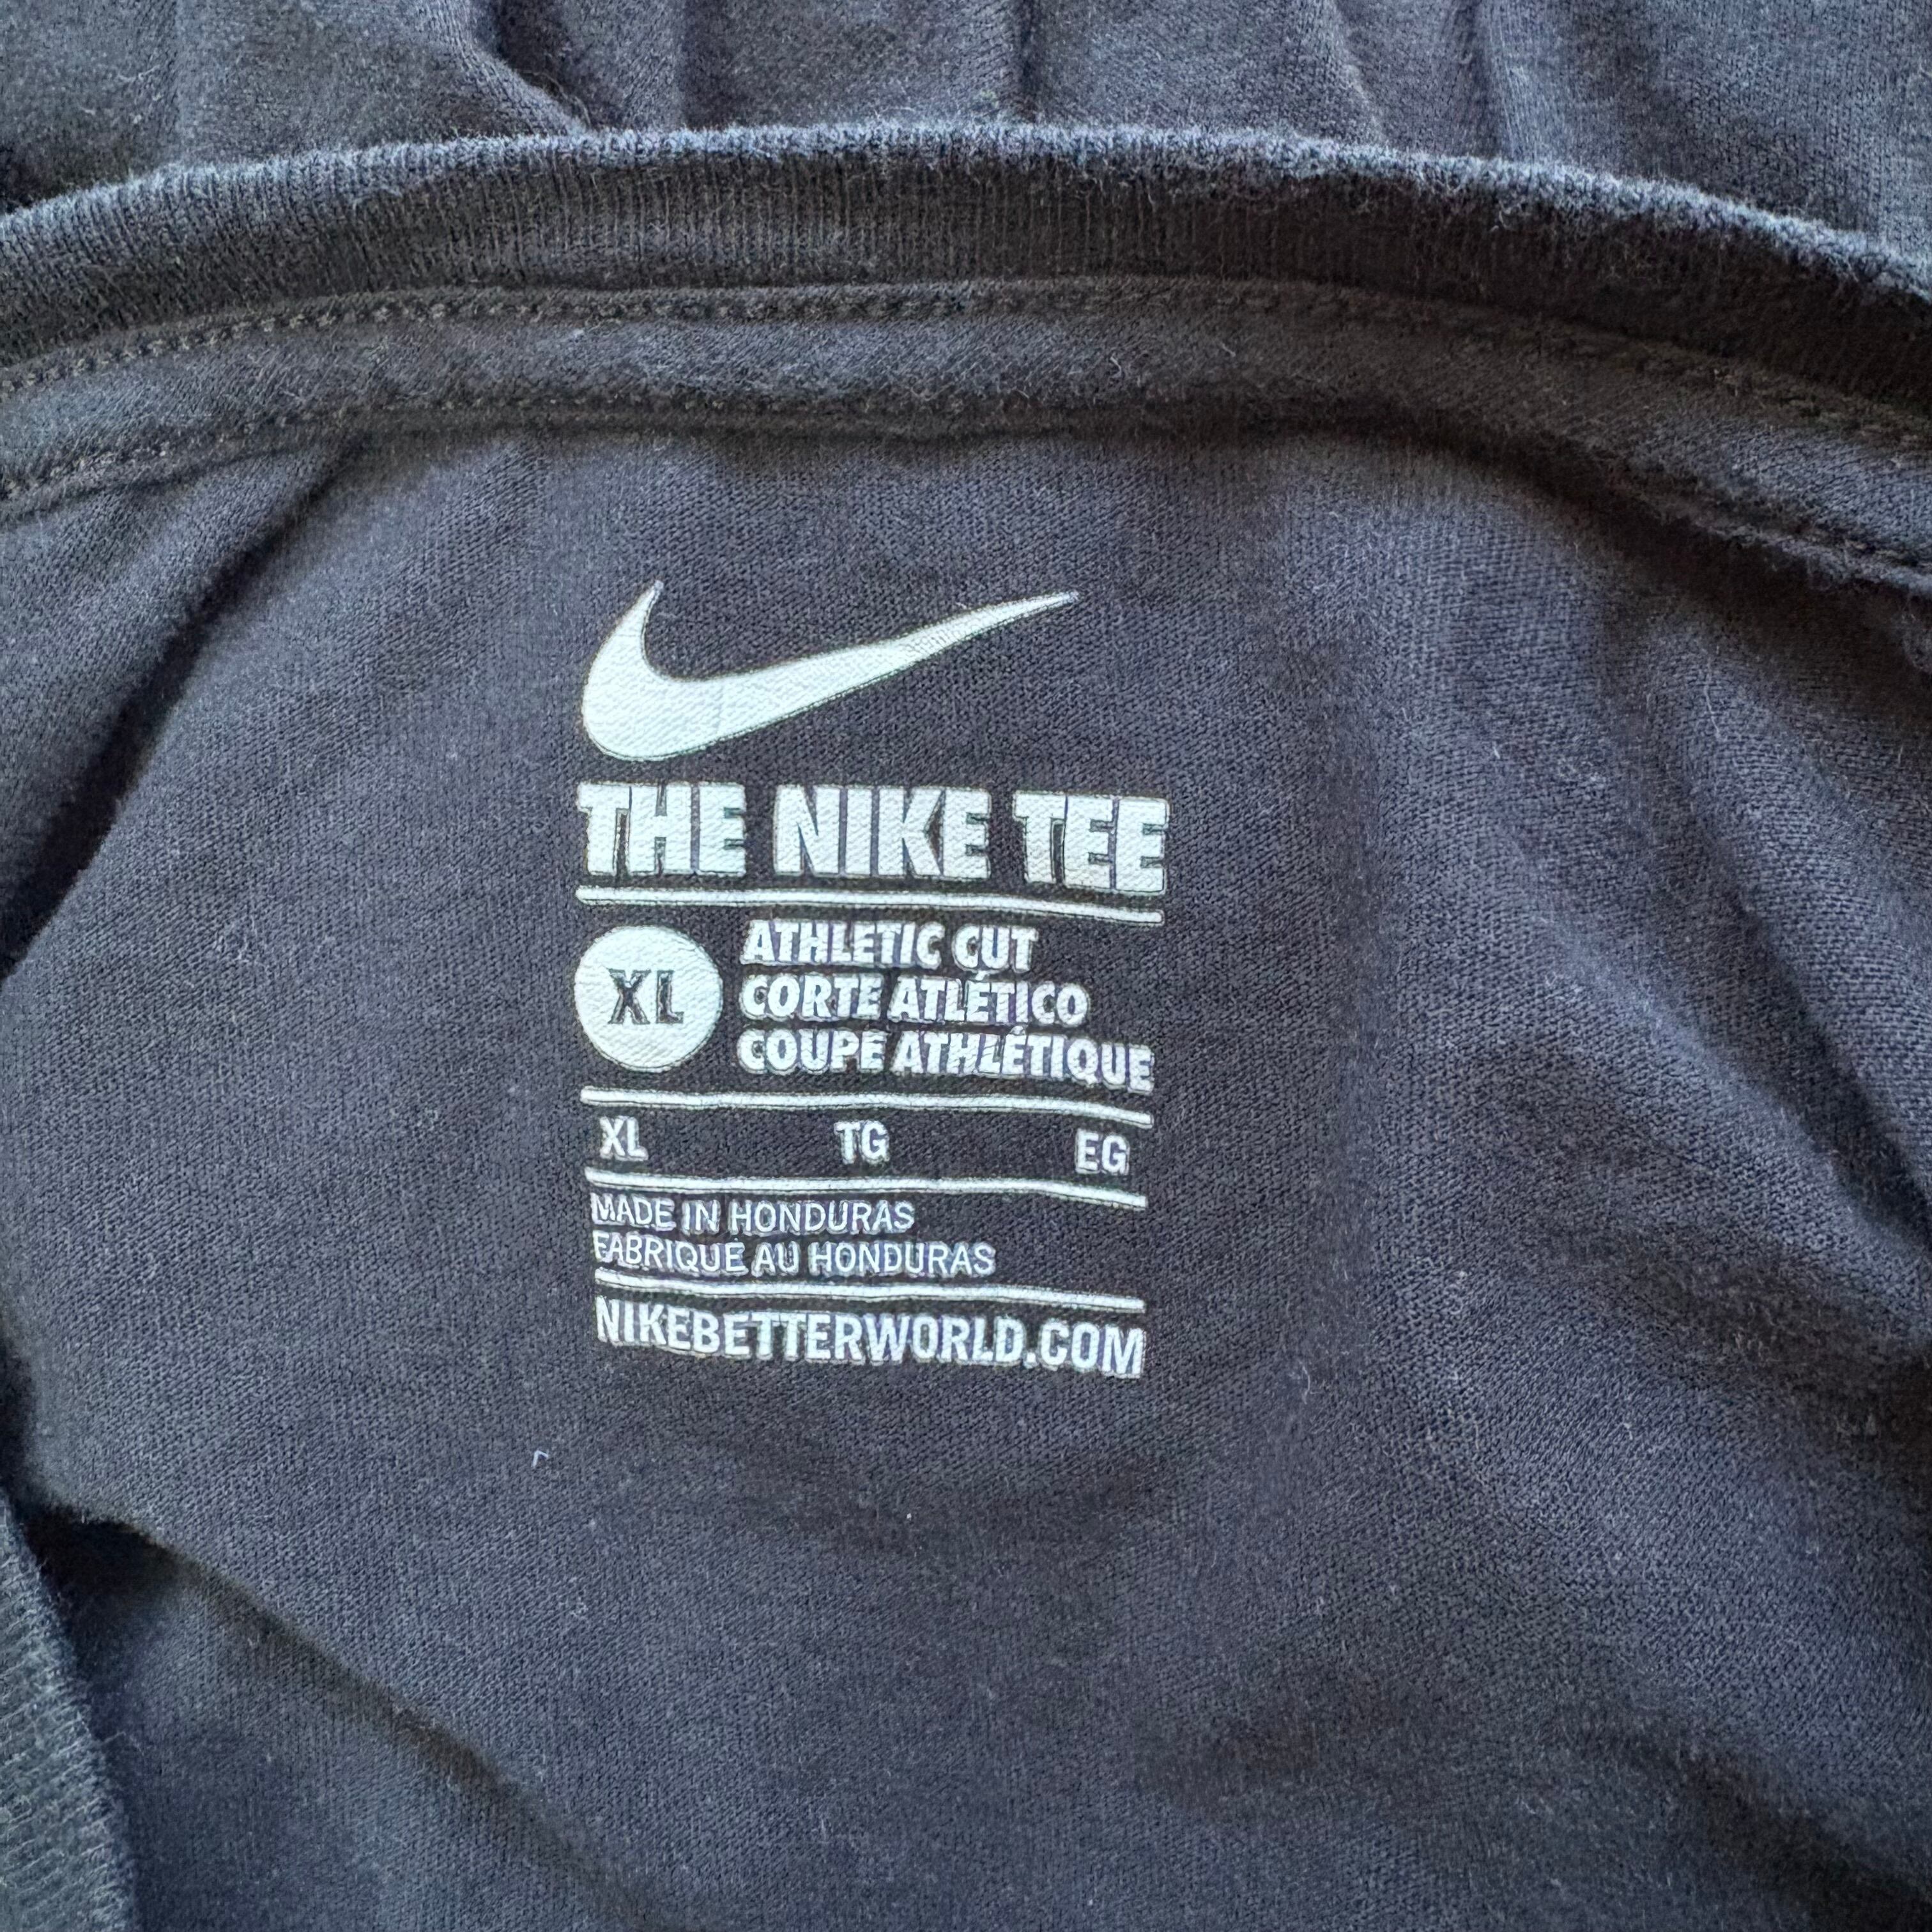 THE NIKE TEE
XL
ATHLETIC CUT
CORTE ATLÉTICO
COUPE ATHLÉTIQUE
XL TG EG
MADE IN HONDURAS
FABRIQUÉ AU HONDURAS
NIKEBETTERWORLD.COM